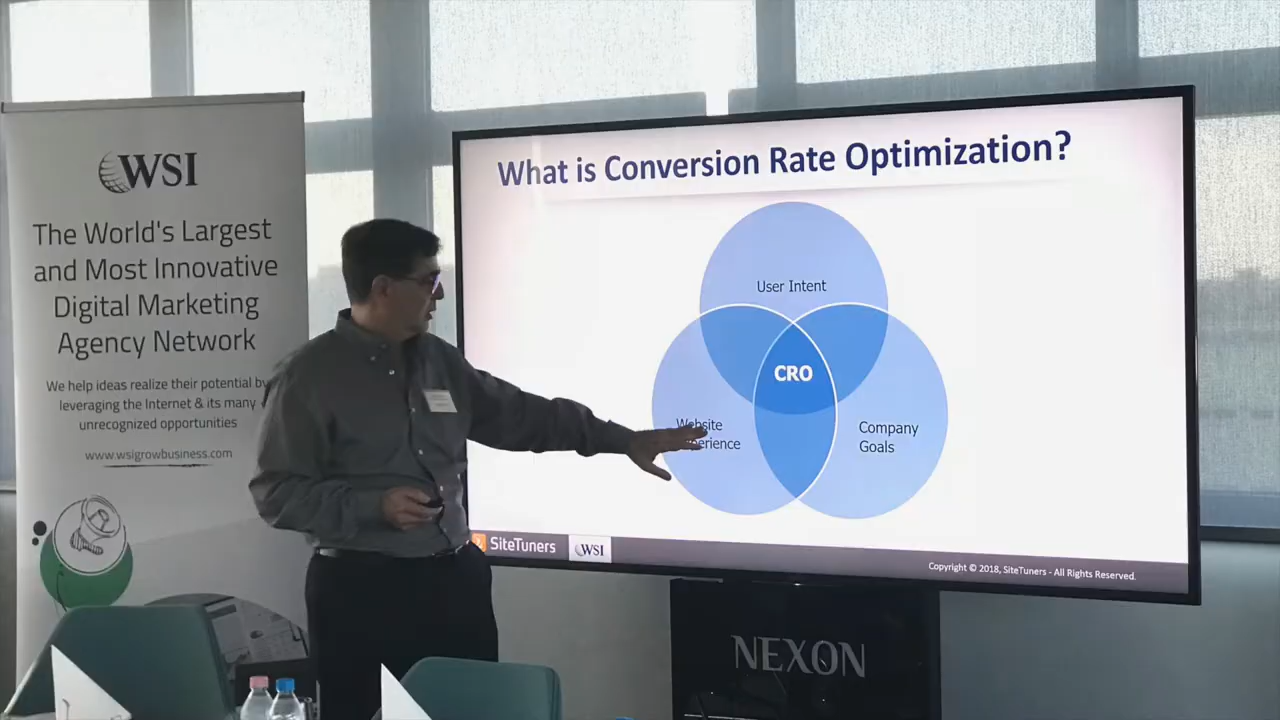 WSI
The World's Largest
and Most Innovative
Digital Marketing
Agency Network
We help ideas realize their potential by
leveraging the Internet & its many
unrecognized opportunities
www.wsigrowbusiness.com
What is Conversion Rate Optimization?
User Intent
CRO
Website
Company
Goals
SiteTuners
WSI
Copyright © 2018, SiteTuners - All Rights Reserved.
NEXON